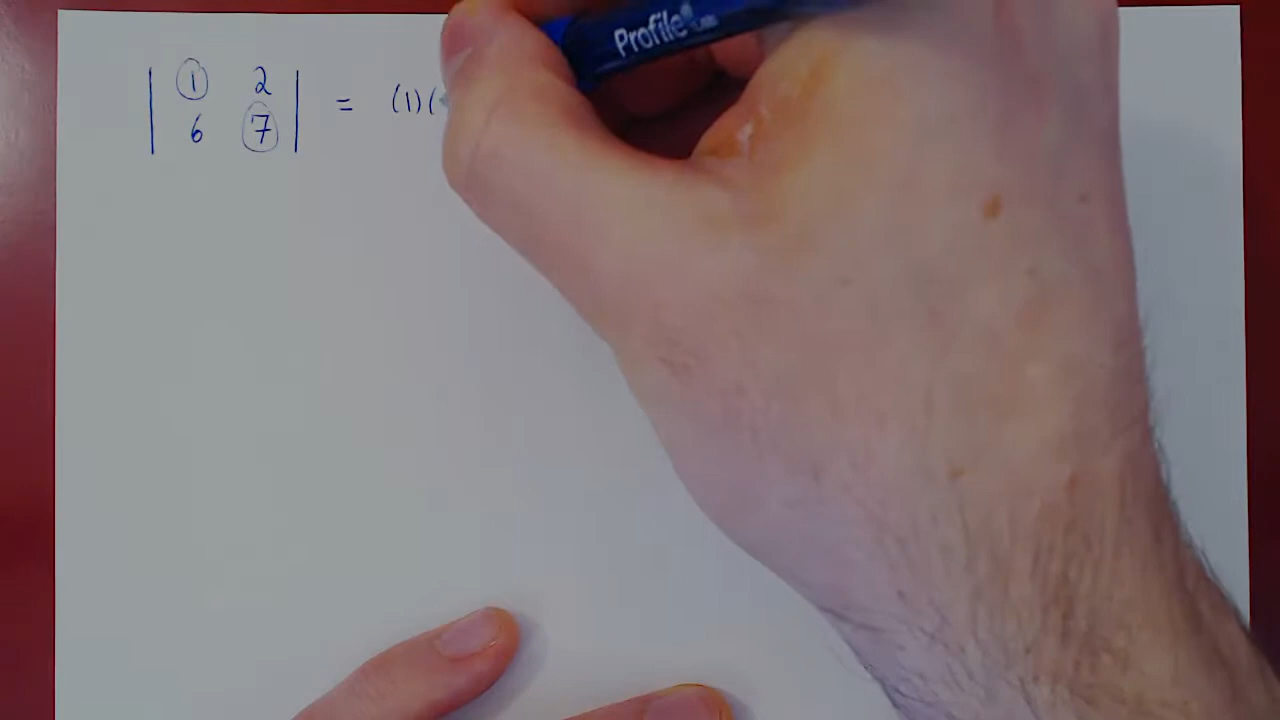 | 1 2 | = (1)(
| 6 7 |
Profile